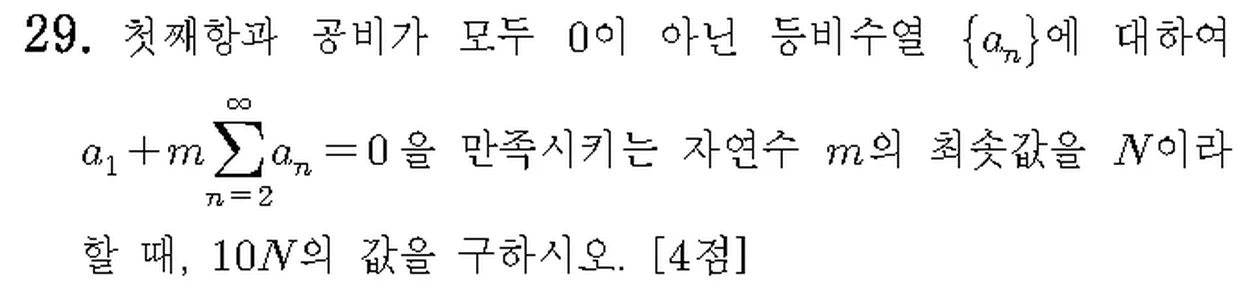 29. 첫째항과 공비가 모두 0이 아닌 등비수열 {aₙ}에 대하여
a₁ + m∑_{n=2}^{∞} aₙ = 0 을 만족시키는 자연수 m의 최솟값을 N이라
할 때, 10N의 값을 구하시오. [4점]